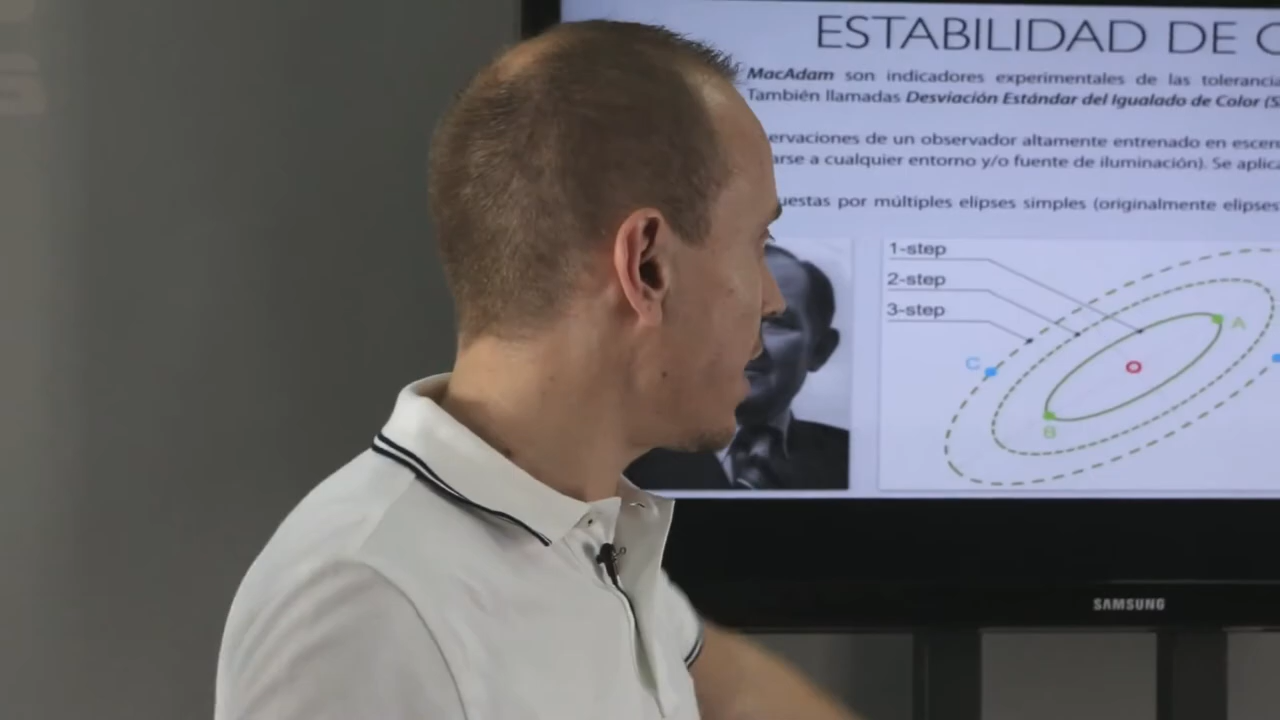 ESTABILIDAD DE C
MacAdam son indicadores experimentales de las tolerancia
También llamadas Desviación Estándar del Igualado de Color (S
ervaciones de un observador altamente entrenado en escen
arse a cualquier entorno y/o fuente de iluminación). Se aplica
uestas por múltiples elipses simples (originalmente elipses
1-step
2-step
3-step
A
C
B
SAMSUNG